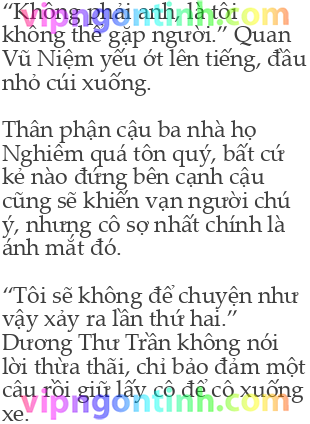 vipngontinh.com
“Không phải anh, là tôi
không thể gặp người.” Quan
Vũ Niệm yếu ớt lên tiếng, đầu
nhỏ cúi xuống.
Thân phận cậu ba nhà họ
Nghiêm quá tôn quý, bất cứ
kẻ nào đứng bên cạnh cậu
cũng sẽ khiến vạn người chú
ý, nhưng cô sợ nhất chính là
ánh mắt đó.
“Tôi sẽ không để chuyện như
vậy xảy ra lần thứ hai.”
Dương Thư Trần không nói
lời thừa thãi, chỉ bảo đảm một
câu rồi giữ lấy cô để cô xuống
xe.
vipngontinh.com